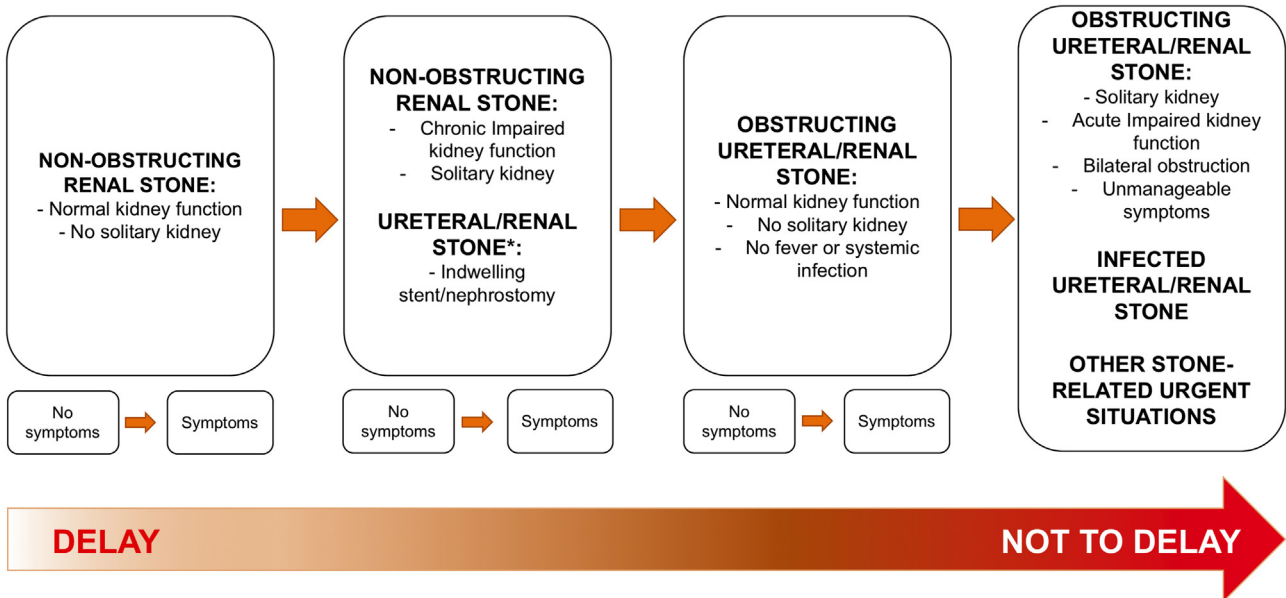 NON-OBSTRUCTING
RENAL STONE:
- Normal kidney function
- No solitary kidney
No
symptoms
Symptoms
NON-OBSTRUCTING
RENAL STONE:
- Chronic Impaired
kidney function
- Solitary kidney
URETERAL/RENAL
STONE*:
- Indwelling
stent/nephrostomy
No
symptoms
Symptoms
OBSTRUCTING
URETERAL/RENAL
STONE:
- Normal kidney function
- No solitary kidney
- No fever or systemic
infection
No
symptoms
Symptoms
OBSTRUCTING
URETERAL/RENAL
STONE:
- Solitary kidney
- Acute Impaired kidney
function
- Bilateral obstruction
- Unmanageable
symptoms
INFECTED
URETERAL/RENAL
STONE
OTHER STONE-
RELATED URGENT
SITUATIONS
DELAY
NOT TO DELAY